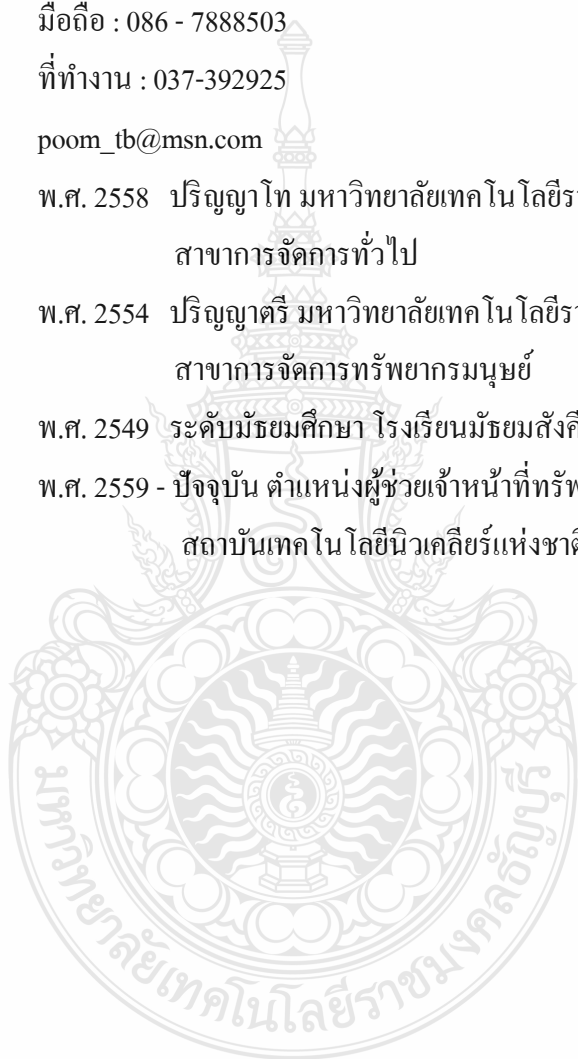 มือถือ : 086 - 7888503
ที่ทำงาน : 037-392925
poom_tb@msn.com
พ.ศ. 2558 ปริญญาโท มหาวิทยาลัยเทคโนโลยีรา
สาขาการจัดการทั่วไป
พ.ศ. 2554 ปริญญาตรี มหาวิทยาลัยเทคโนโลยีรา
สาขาการจัดการทรัพยากรมนุษย์
พ.ศ. 2549 ระดับมัธยมศึกษา โรงเรียนมัธยมสังคี
พ.ศ. 2559 - ปัจจุบัน ตำแหน่งผู้ช่วยเจ้าหน้าที่ทรัพ
สถาบันเทคโนโลยีนิวเคลียร์แห่งชาติ
มหาวิทยาลัยเทคโนโลยีราชมงคลธัญบุรี